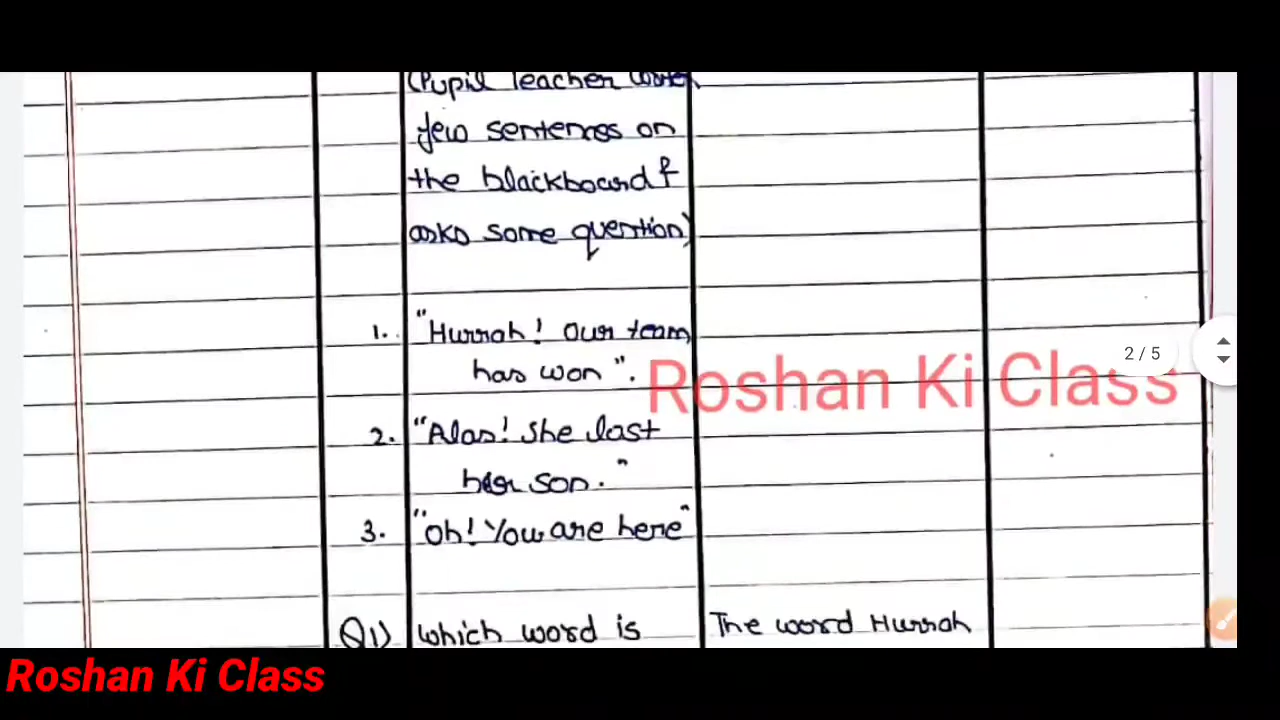 (Pupil Teacher
few sentences on
the blackboard &
asks some question)
1. "Hurrah! Our team
has won".
2. "Alas! She last
her son."
3. "Oh! You are here"
Q1) which word is
The word Hurrah
2 / 5
Roshan Ki Class
Roshan Ki Class